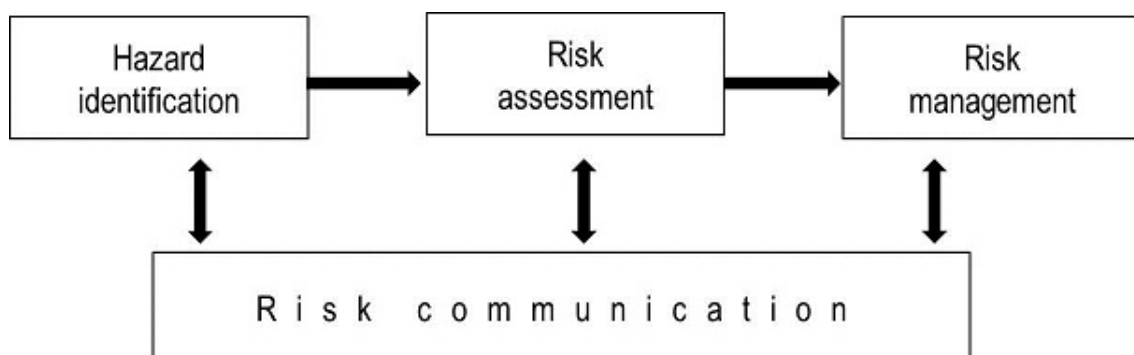 Hazard
identification
Risk
assessment
Risk
management
Risk communication